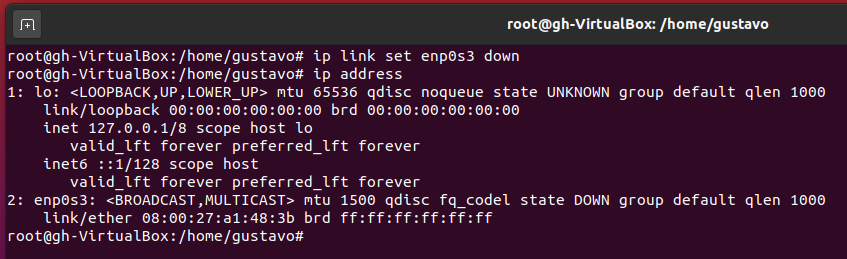 root@gh-VirtualBox: /home/gustavo
root@gh-VirtualBox:/home/gustavo# ip link set enp0s3 down
root@gh-VirtualBox:/home/gustavo# ip address
1: lo: <LOOPBACK,UP,LOWER_UP> mtu 65536 qdisc noqueue state UNKNOWN group default qlen 1000
    link/loopback 00:00:00:00:00:00 brd 00:00:00:00:00:00
    inet 127.0.0.1/8 scope host lo
       valid_lft forever preferred_lft forever
    inet6 ::1/128 scope host
       valid_lft forever preferred_lft forever
2: enp0s3: <BROADCAST,MULTICAST> mtu 1500 qdisc fq_codel state DOWN group default qlen 1000
    link/ether 08:00:27:a1:48:3b brd ff:ff:ff:ff:ff:ff
root@gh-VirtualBox:/home/gustavo#